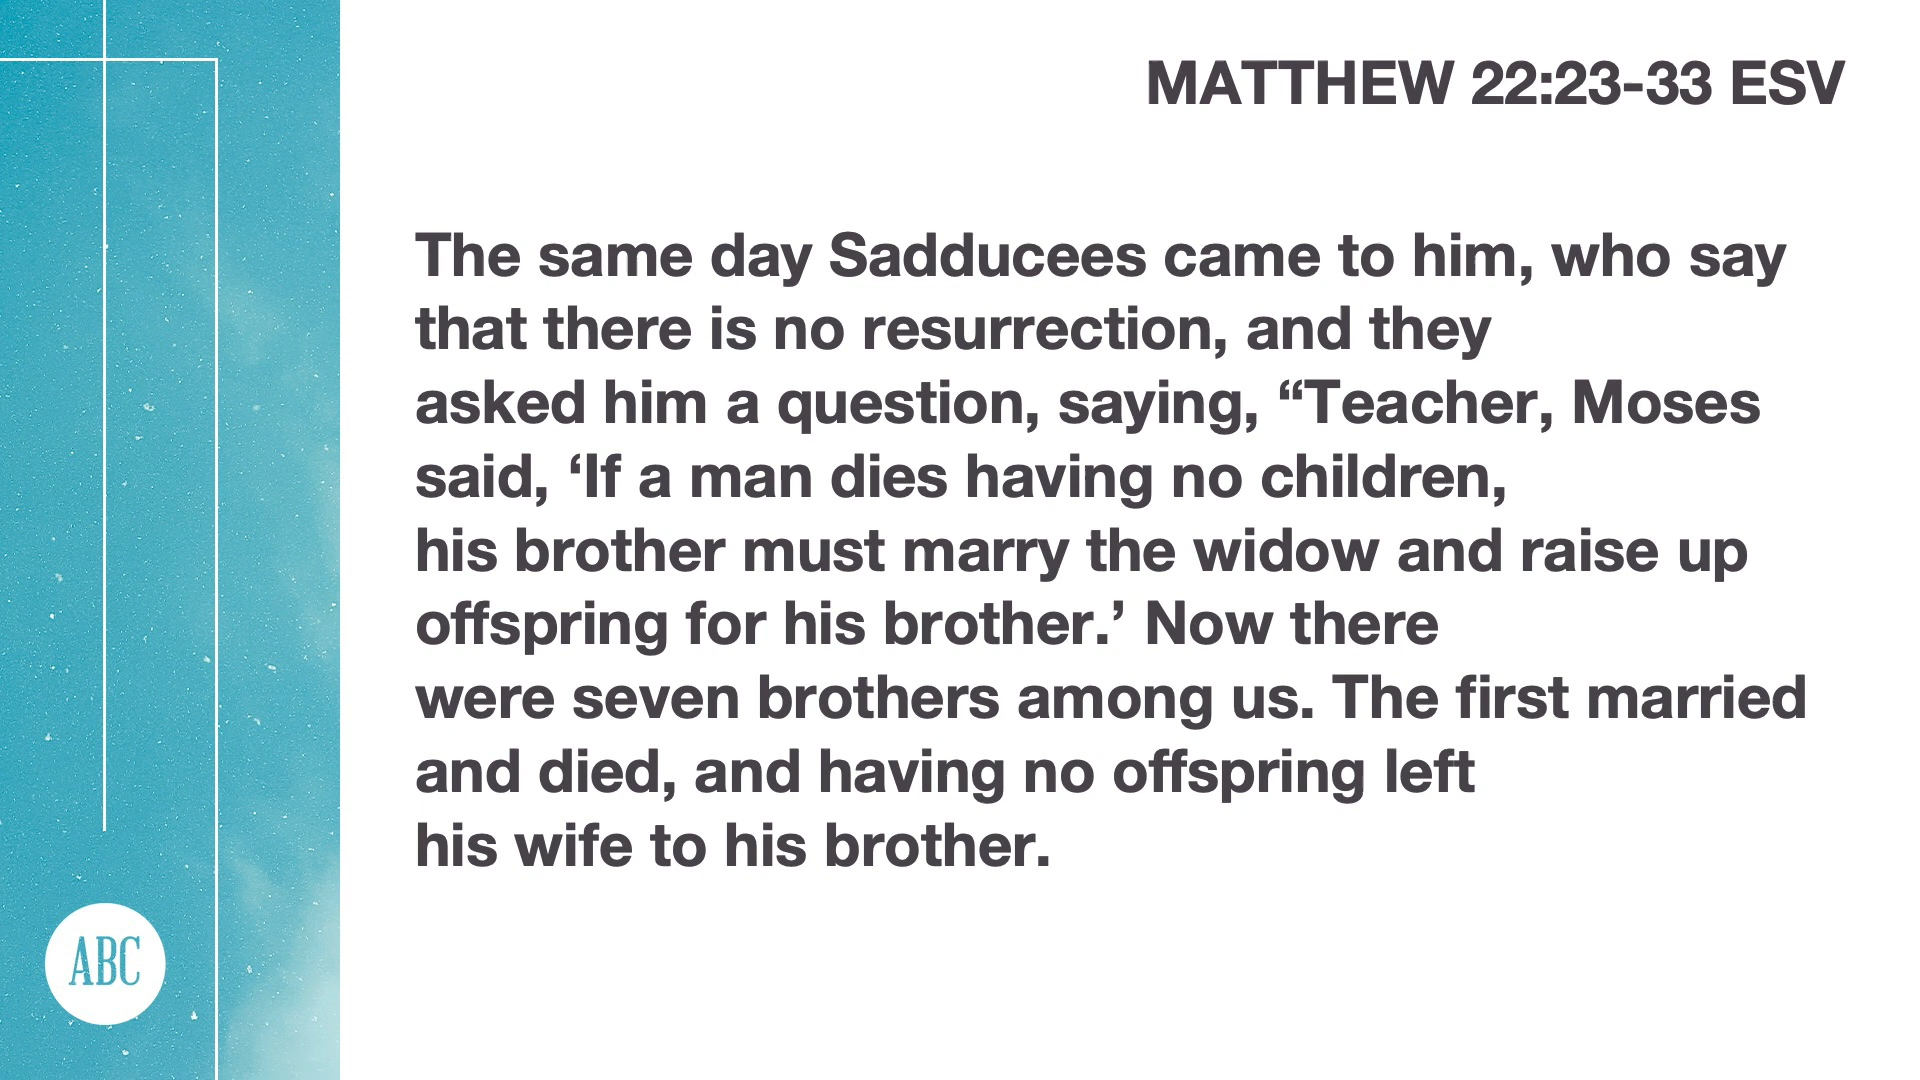 MATTHEW 22:23-33 ESV
The same day Sadducees came to him, who say
that there is no resurrection, and they
asked him a question, saying, “Teacher, Moses
said, ‘If a man dies having no children,
his brother must marry the widow and raise up
offspring for his brother.’ Now there
were seven brothers among us. The first married
and died, and having no offspring left
his wife to his brother.
ABC